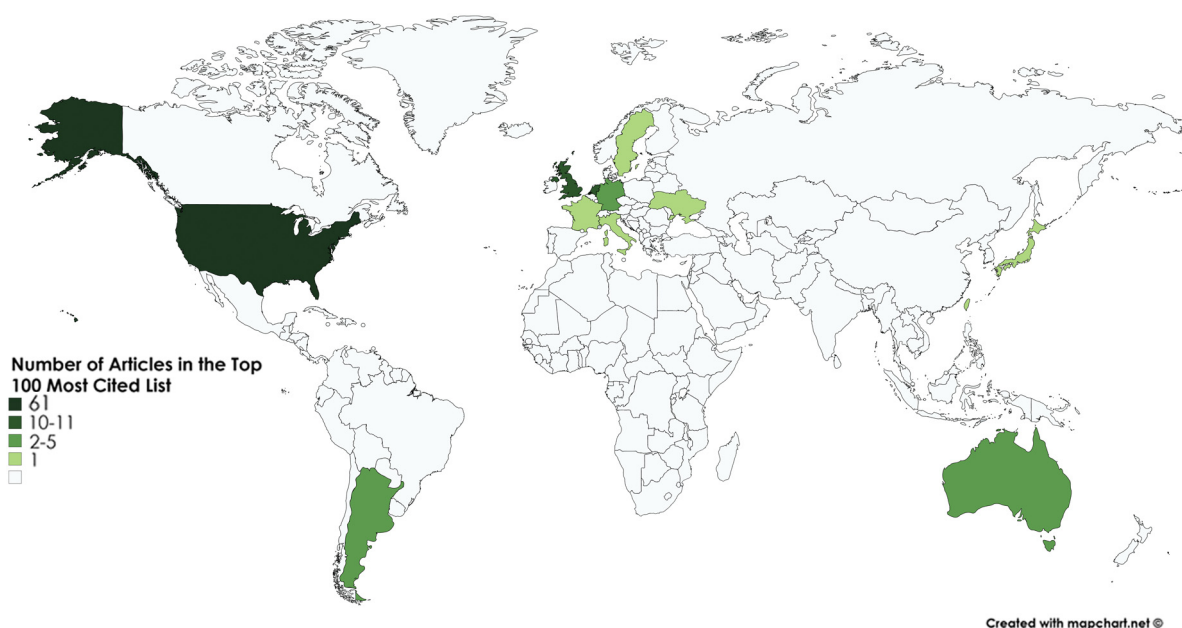 Number of Articles in the Top
100 Most Cited List
61
10-11
2-5
1
Created with mapchart.net ©